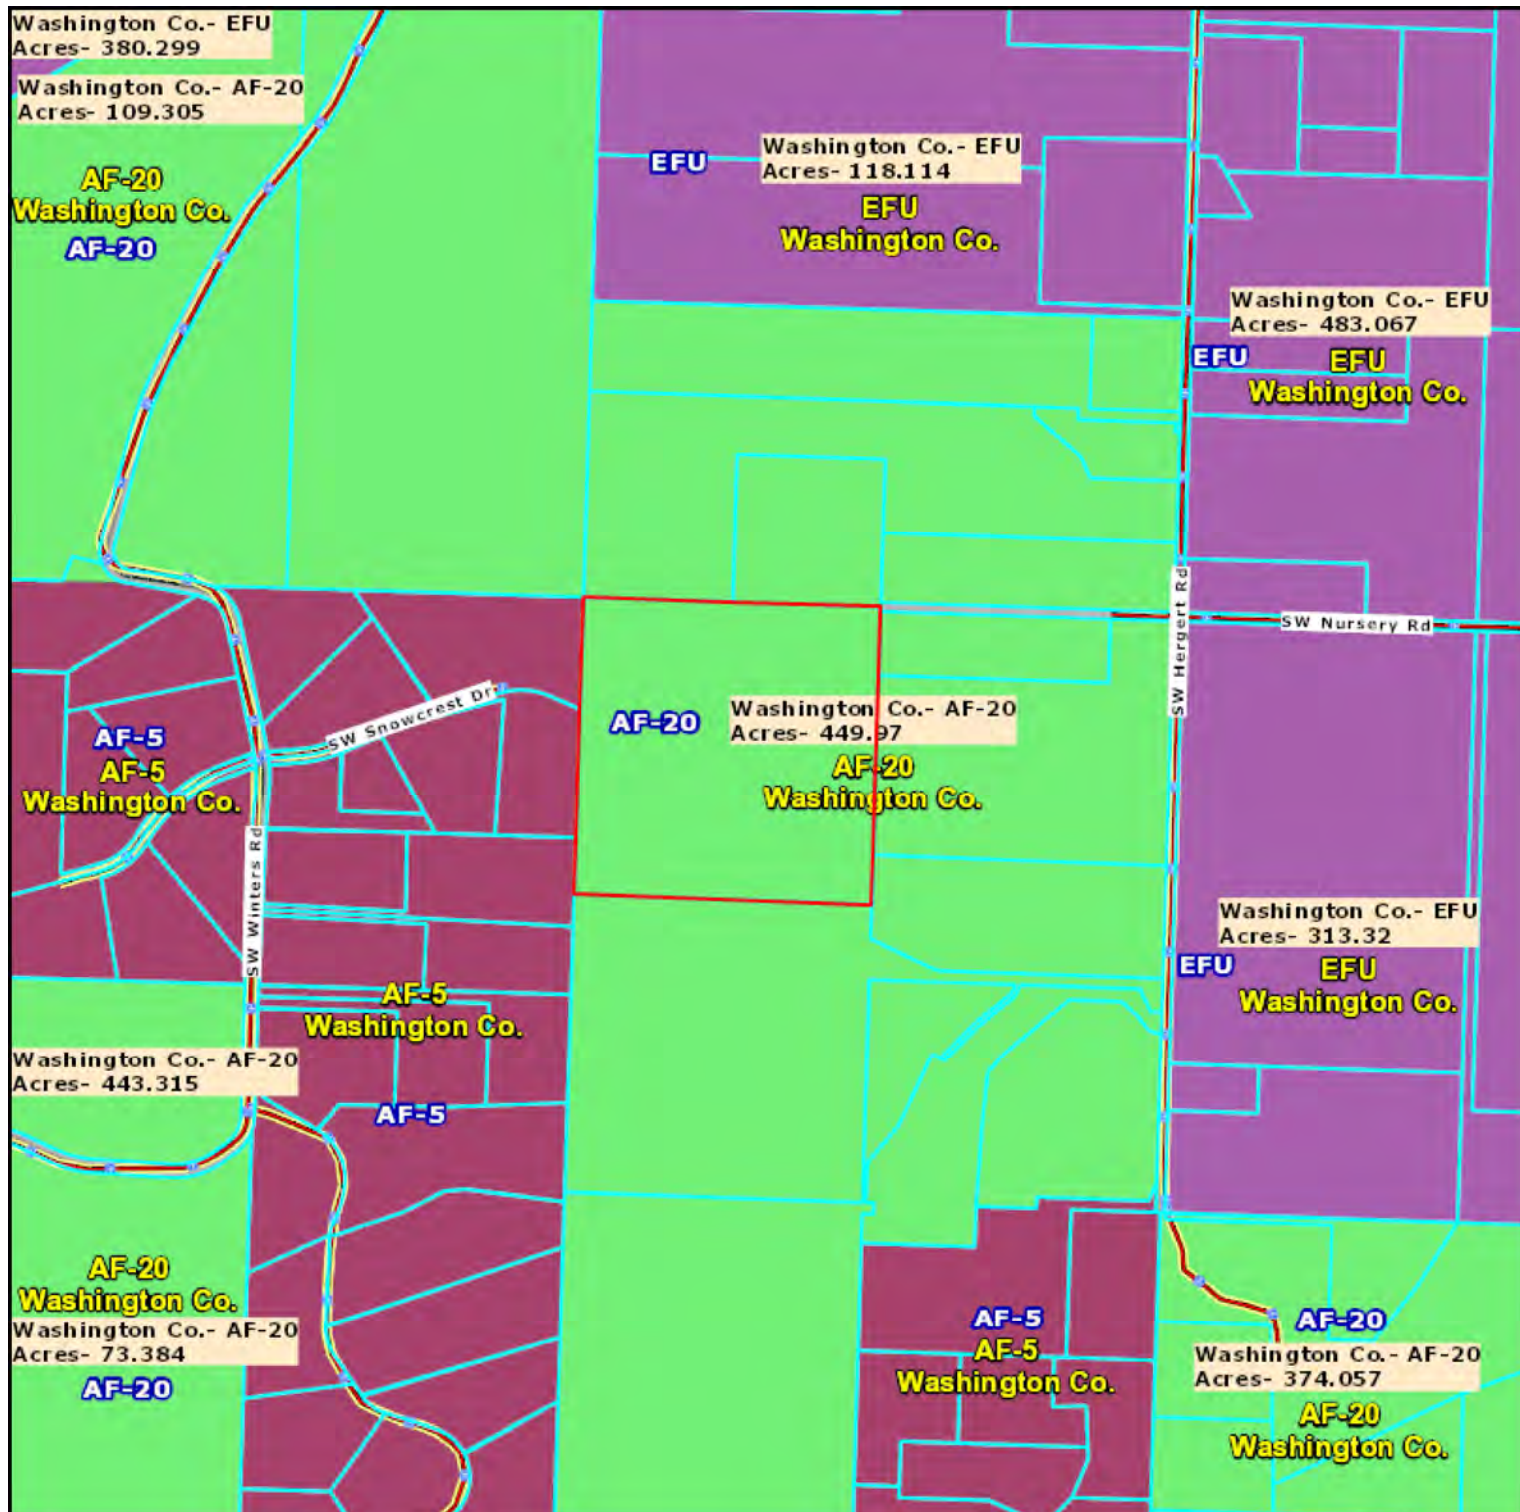 Washington Co.- EFU
Acres- 380.299
Washington Co.- AF-20
Acres- 109.305
AF-20
Washington Co.
AF-20
EFU
Washington Co.- EFU
Acres- 118.114
EFU
Washington Co.
Washington Co.- EFU
Acres- 483.067
EFU
EFU
Washington Co.
SW Hergert Rd
SW Nursery Rd
SW Snowcrest Dr
AF-20
Washington Co.- AF-20
Acres- 449.97
AF-20
Washington Co.
AF-5
AF-5
Washington Co.
SW Winters Rd
Washington Co.- EFU
Acres- 313.32
EFU
EFU
Washington Co.
AF-5
Washington Co.
AF-5
Washington Co.- AF-20
Acres- 443.315
AF-20
Washington Co.
Washington Co.- AF-20
Acres- 73.384
AF-20
AF-5
AF-5
Washington Co.
AF-20
Washington Co.- AF-20
Acres- 374.057
AF-20
Washington Co.